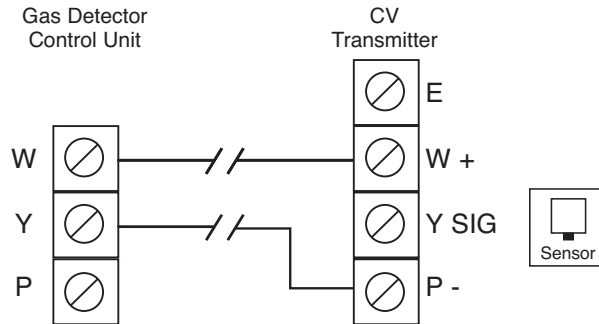 Gas Detector
Control Unit
CV
Transmitter
E
W
W +
Y
Y SIG
P
P -
Sensor